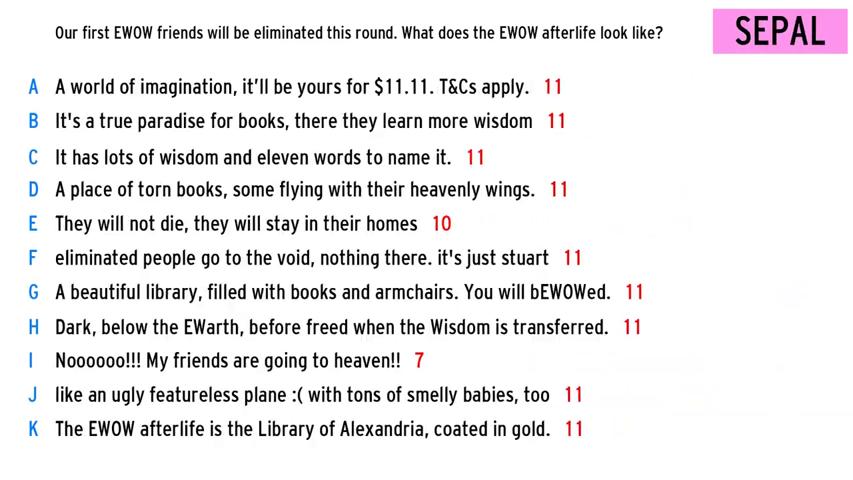 Our first EWOW friends will be eliminated this round. What does the EWOW afterlife look like?
SEPAL
A A world of imagination, it'll be yours for $11.11. T&Cs apply. 11
B It's a true paradise for books, there they learn more wisdom 11
C It has lots of wisdom and eleven words to name it. 11
D A place of torn books, some flying with their heavenly wings. 11
E They will not die, they will stay in their homes 10
F eliminated people go to the void, nothing there. it's just stuart 11
G A beautiful library, filled with books and armchairs. You will bEWOWed. 11
H Dark, below the EWarth, before freed when the Wisdom is transferred. 11
I Noooooo!!! My friends are going to heaven!! 7
J like an ugly featureless plane :( with tons of smelly babies, too 11
K The EWOW afterlife is the Library of Alexandria, coated in gold. 11